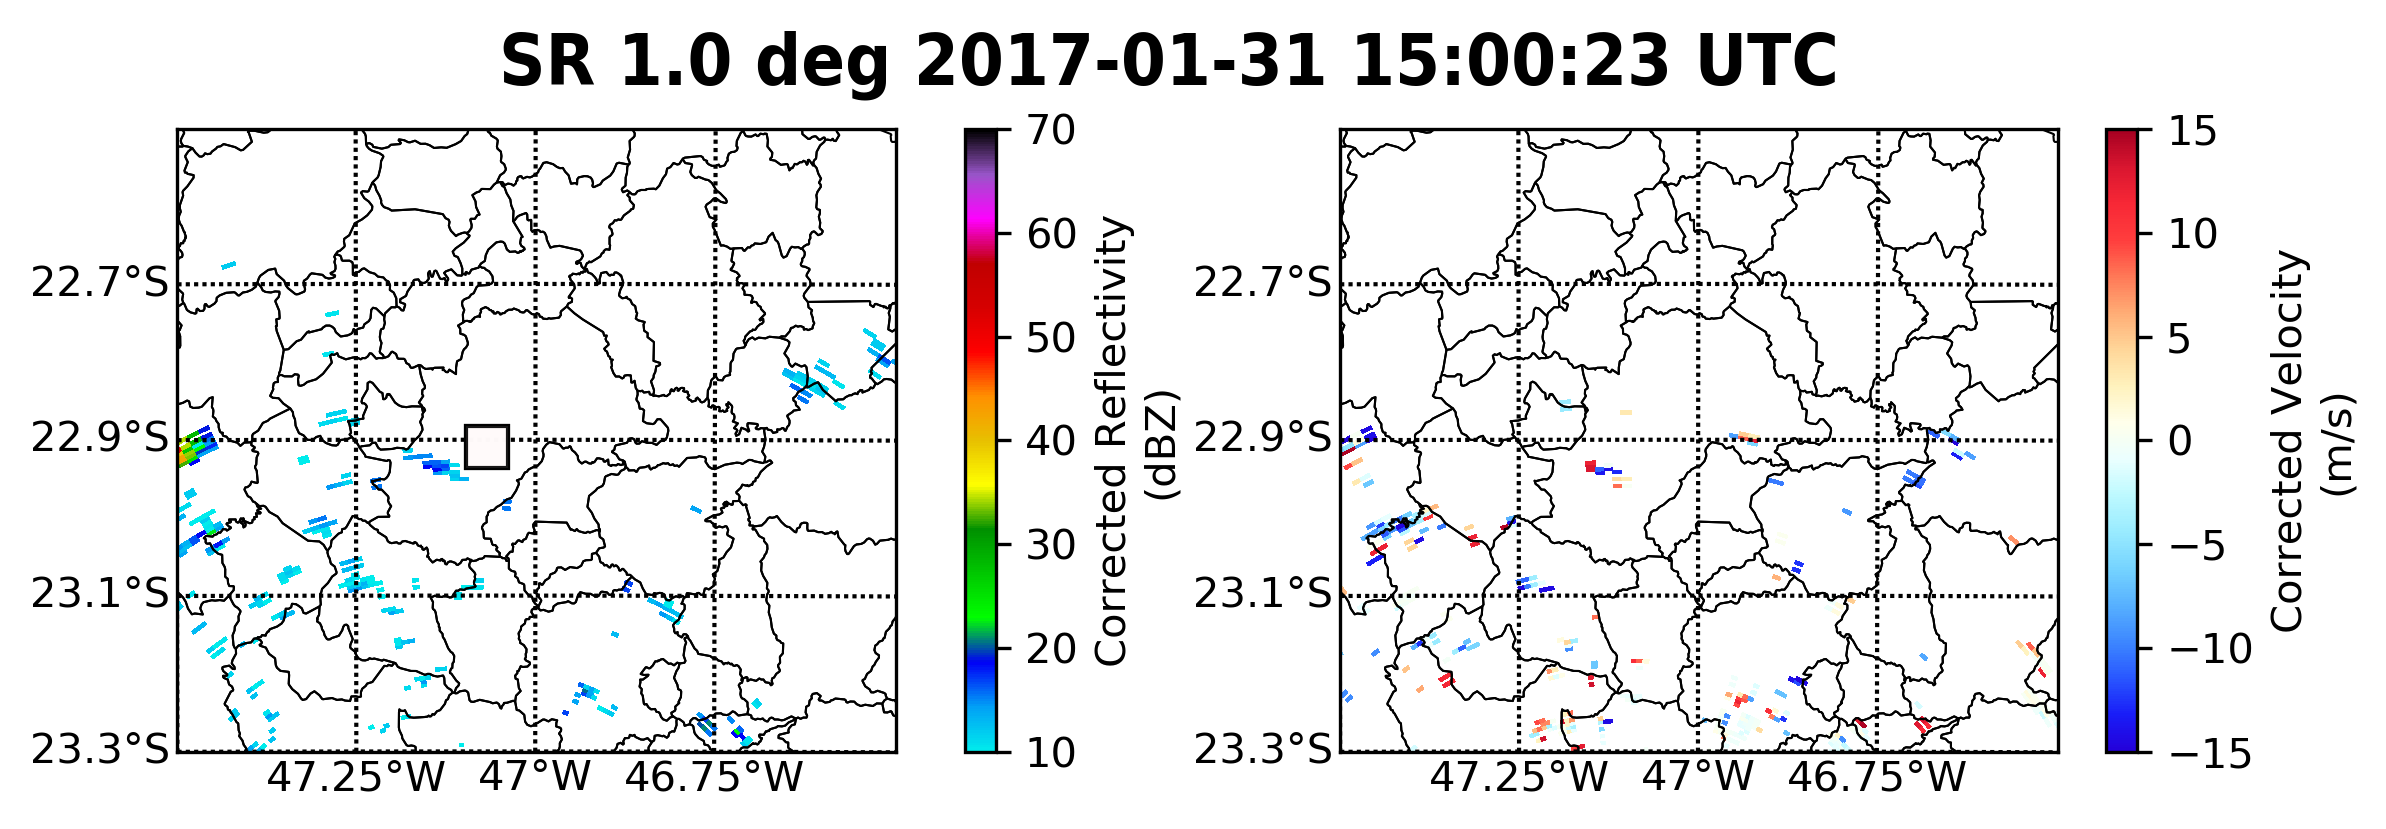 SR 1.0 deg 2017-01-31 15:00:23 UTC
22.7°S
22.9°S
23.1°S
23.3°S
47.25°W 47°W 46.75°W
70
60
50
40
30
20
10
Corrected Reflectivity
(dBZ)
22.7°S
22.9°S
23.1°S
23.3°S
47.25°W 47°W 46.75°W
15
10
5
0
−5
−10
−15
Corrected Velocity
(m/s)